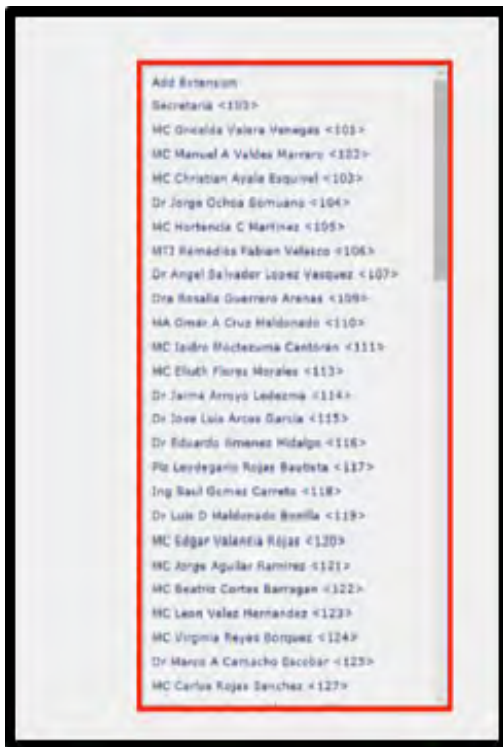 Add Extension
Secretaria <100>
MC Griselda Valera Venegas <101>
MC Manuel A Valdes Marrero <102>
MC Christian Ayala Esquivel <103>
Dr Jorge Ochoa Somuano <104>
MC Hortencia C Martinez <105>
MTI Remedios Fabian Velasco <106>
Dr Angel Salvador Lopez Vasquez <107>
Dra Rosalia Guerrero Arenas <109>
MA Omar A Cruz Maldonado <110>
MC Isidro Moctezuma Cantoran <111>
MC Eliuth Flores Morales <113>
Dr Jaime Arroyo Ledezma <114>
Dr Jose Luis Arcos Garcia <115>
Dr Eduardo Jimenez Hidalgo <116>
Leodegario Rojas Bautista <117>
Ing Saul Gomez Carreto <118>
Dr Luis D Maldonado Bonilla <119>
MC Edgar Valencia Rojas <120>
MC Jorge Aguilar Ramirez <121>
MC Beatriz Cortes Barragan <122>
MC Leon Velez Hernandez <123>
MC Virginia Reyes Borquez <124>
Dr Marco A Camacho Escobar <125>
MC Carlos Rojas Sanchez <127>